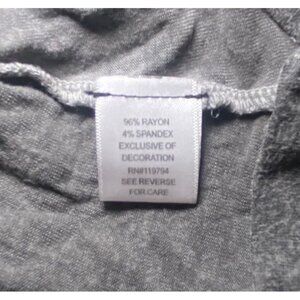 96% RAYON
4% SPANDEX
EXCLUSIVE OF
DECORATION
RN#119794
SEE REVERSE
FOR CARE